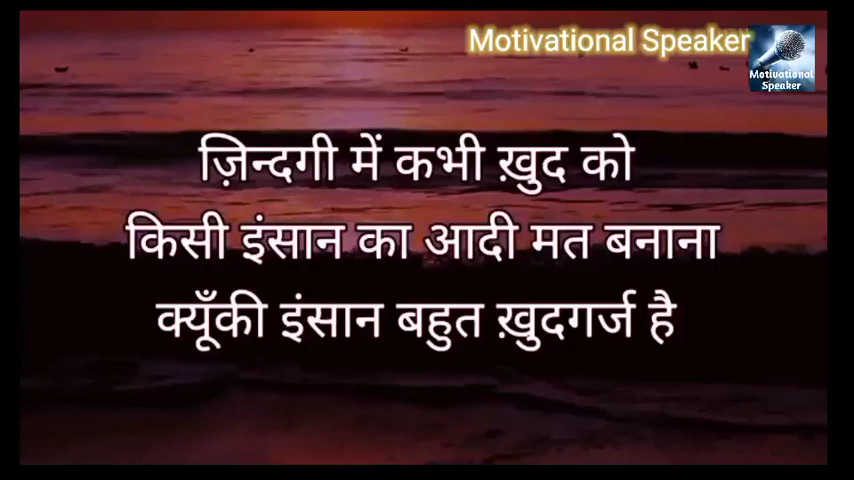 Motivational Speaker
Motivational
Speaker
ज़िन्दगी में कभी ख़ुद को
किसी इंसान का आदी मत बनाना
क्यूँकी इंसान बहुत ख़ुदगर्ज है